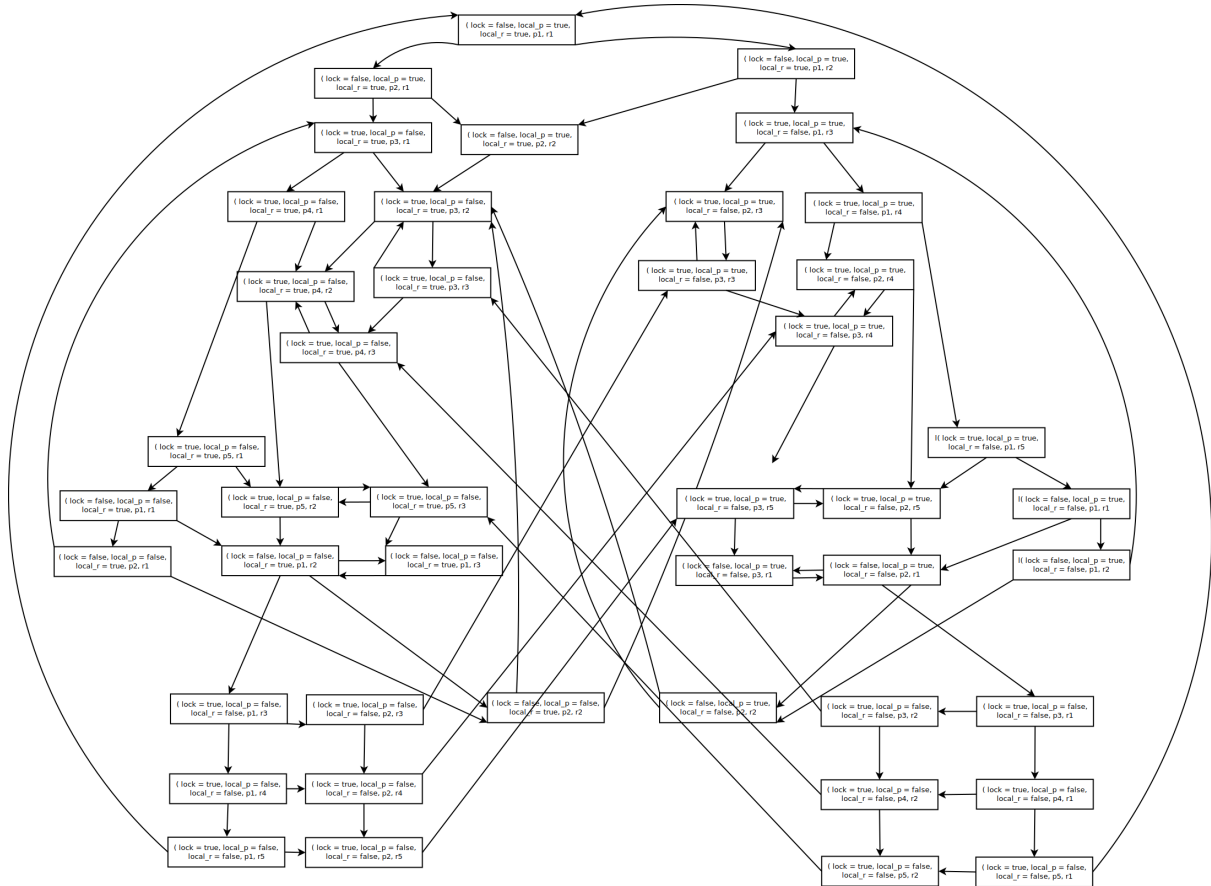 ( lock = false, local_p = true,
local_r = true, p1, r1)
( lock = false, local_p = true,
local_r = true, p1, r2)
( lock = false, local_p = true,
local_r = true, p2, r1)
( lock = true, local_p = true,
local_r = false, p1, r3)
( lock = true, local_p = false,
local_r = true, p3, r1)
( lock = false, local_p = true,
local_r = true, p2, r2)
( lock = true, local_p = false,
local_r = true, p4, r1)
( lock = true, local_p = false,
local_r = true, p3, r2)
( lock = true, local_p = true,
local_r = false, p2, r3)
( lock = true, local_p = true,
local_r = false, p1, r4)
( lock = true, local_p = false,
local_r = true, p4, r2)
( lock = true, local_p = false,
local_r = true, p3, r3)
( lock = true, local_p = true,
local_r = false, p3, r3)
( lock = true, local_p = true,
local_r = false, p2, r4)
( lock = true, local_p = false,
local_r = true, p4, r3)
( lock = true, local_p = true,
local_r = false, p3, r4)
( lock = true, local_p = false,
local_r = true, p5, r1)
l( lock = true, local_p = true,
local_r = false, p1, r5)
( lock = false, local_p = false,
local_r = true, p1, r1)
( lock = true, local_p = false,
local_r = true, p5, r2)
( lock = true, local_p = false,
local_r = true, p5, r3)
( lock = true, local_p = true,
local_r = false, p3, r5)
( lock = true, local_p = true,
local_r = false, p2, r5)
l( lock = false, local_p = true,
local_r = false, p1, r1)
( lock = false, local_p = false,
local_r = true, p2, r1)
( lock = false, local_p = false,
local_r = true, p1, r2)
( lock = false, local_p = false,
local_r = true, p1, r3)
( lock = false, local_p = true,
local_r = false, p3, r1)
( lock = false, local_p = true,
local_r = false, p2, r1)
l( lock = false, local_p = true,
local_r = false, p1, r2)
( lock = true, local_p = false,
local_r = false, p1, r3)
( lock = true, local_p = false,
local_r = false, p2, r3)
( lock = false, local_p = false,
local_r = true, p2, r2)
( lock = false, local_p = true,
local_r = false, p2, r2)
( lock = true, local_p = false,
local_r = false, p3, r2)
( lock = true, local_p = false,
local_r = false, p3, r1)
( lock = true, local_p = false,
local_r = false, p1, r4)
( lock = true, local_p = false,
local_r = false, p2, r4)
( lock = true, local_p = false,
local_r = false, p4, r2)
( lock = true, local_p = false,
local_r = false, p4, r1)
( lock = true, local_p = false,
local_r = false, p1, r5)
( lock = true, local_p = false,
local_r = false, p2, r5)
( lock = true, local_p = false,
local_r = false, p5, r2)
( lock = true, local_p = false,
local_r = false, p5, r1)